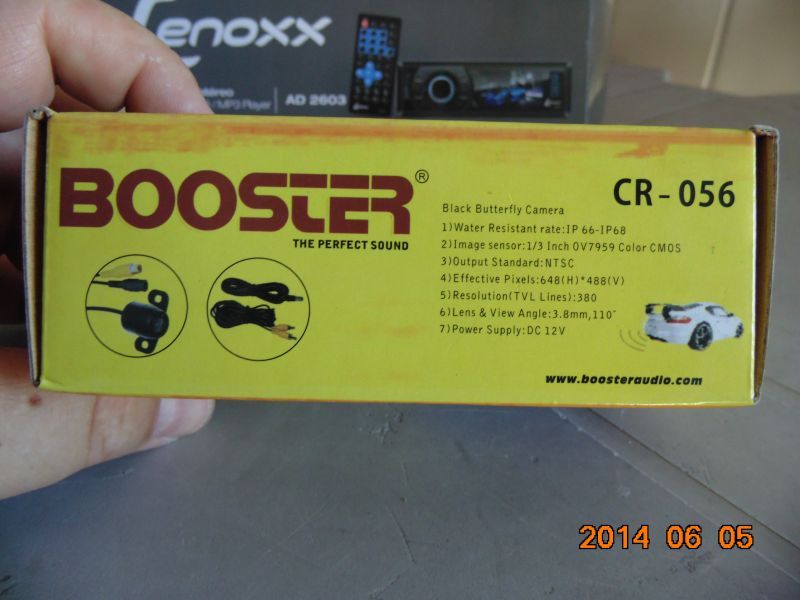 enoxx
/ MP3 Player | AD 2603
BOOSTER®
THE PERFECT SOUND
CR-056
Black Butterfly Camera
1)Water Resistant rate:IP 66-IP68
2)Image sensor:1/3 Inch OV7959 Color CMOS
3)Output Standard:NTSC
4)Effective Pixels:648(H)*488(V)
5)Resolution(TVL Lines):380
6)Lens & View Angle:3.8mm,110°
7)Power Supply:DC 12V
www.boosteraudio.com
2014 06 05